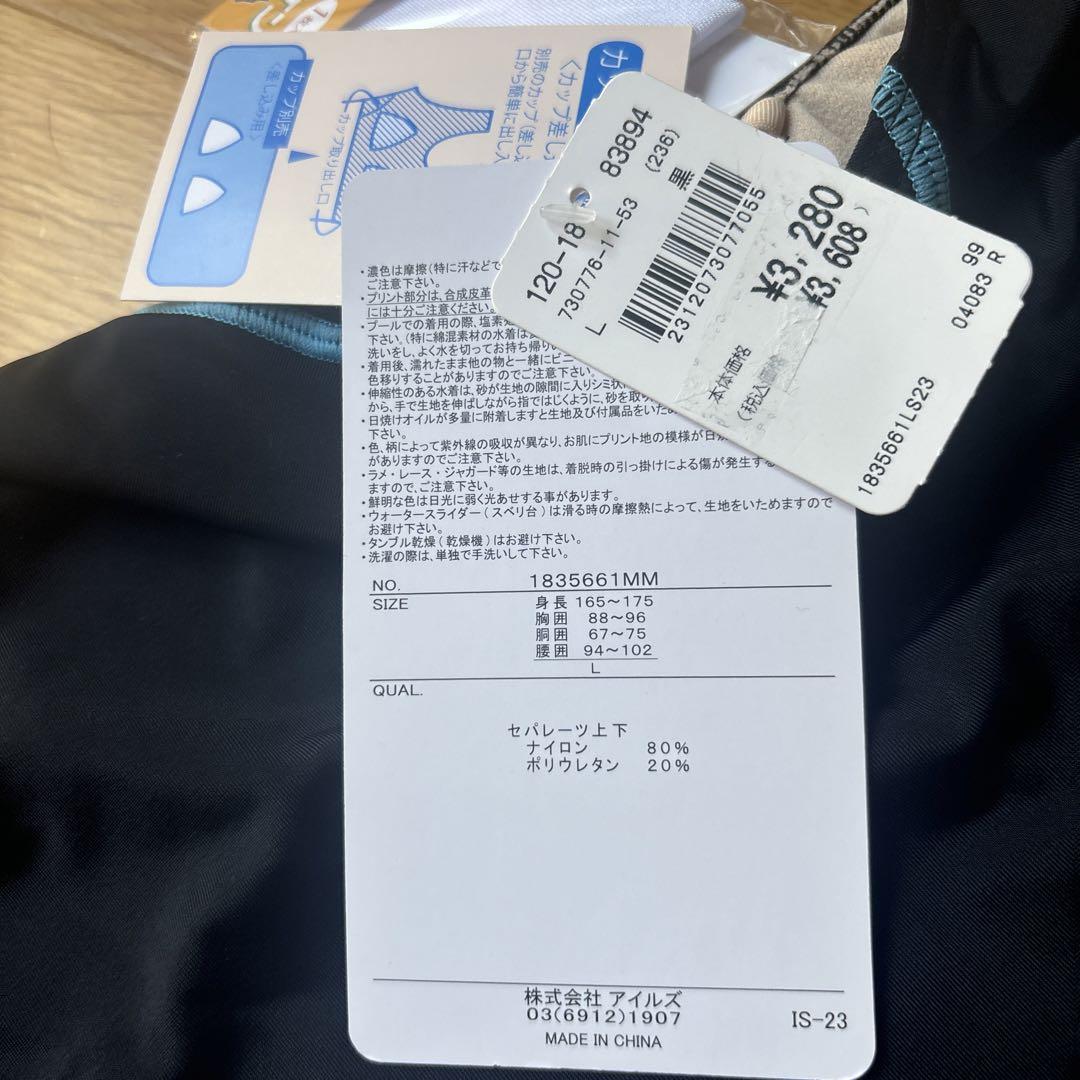 カップ別売
<差し込み用>
カップ取り出し口
別売のカップ(差し込
口から簡単に出し入
120-18
83894
(236)
730776-11-53
L
2312073077055
¥3,280
¥3,608
本体価格
(税込
99
04083 R
1835661LS23
・濃色は摩擦(特に汗などで
ご注意下さい。
・プリント部分は、合成皮革
には十分ご注意ください。
・プールでの着用の際、塩素
下さい。(特に綿混素材の水着は
洗いをし、よく水を切ってお持ち帰り
・着用後、濡れたまま他の物と一緒にビニ
色移りすることがありますのでご注意下さい。
・伸縮性のある水着は、砂が生地の隙間に入りシミ状に
から、手で生地を伸ばしながら指ではじくように、砂を取り
・日焼けオイルが多量に附着しますと生地及び付属品をいため
下さい。
・色、柄によって紫外線の吸収が異なり、お肌にプリント地の模様が日焼
がありますのでご注意下さい。
・ラメ・レース・ジャガード等の生地は、着脱時の引っ掛けによる傷が発生する
ますので、ご注意下さい。
・鮮明な色は日光に弱く光あせする事があります。
・ウォータースライダー(スベリ台)は滑る時の摩擦熱によって、生地をいためますので
お避け下さい。
・タンブル乾燥(乾燥機)はお避け下さい。
・洗濯の際は、単独で手洗いして下さい。
NO. 1835661MM
SIZE 身長 165~175
胸囲 88~96
胴囲 67~75
腰囲 94~102
L
QUAL.
セパレーツ上下
ナイロン 80%
ポリウレタン 20%
株式会社 アイルズ
03(6912)1907
IS-23
MADE IN CHINA